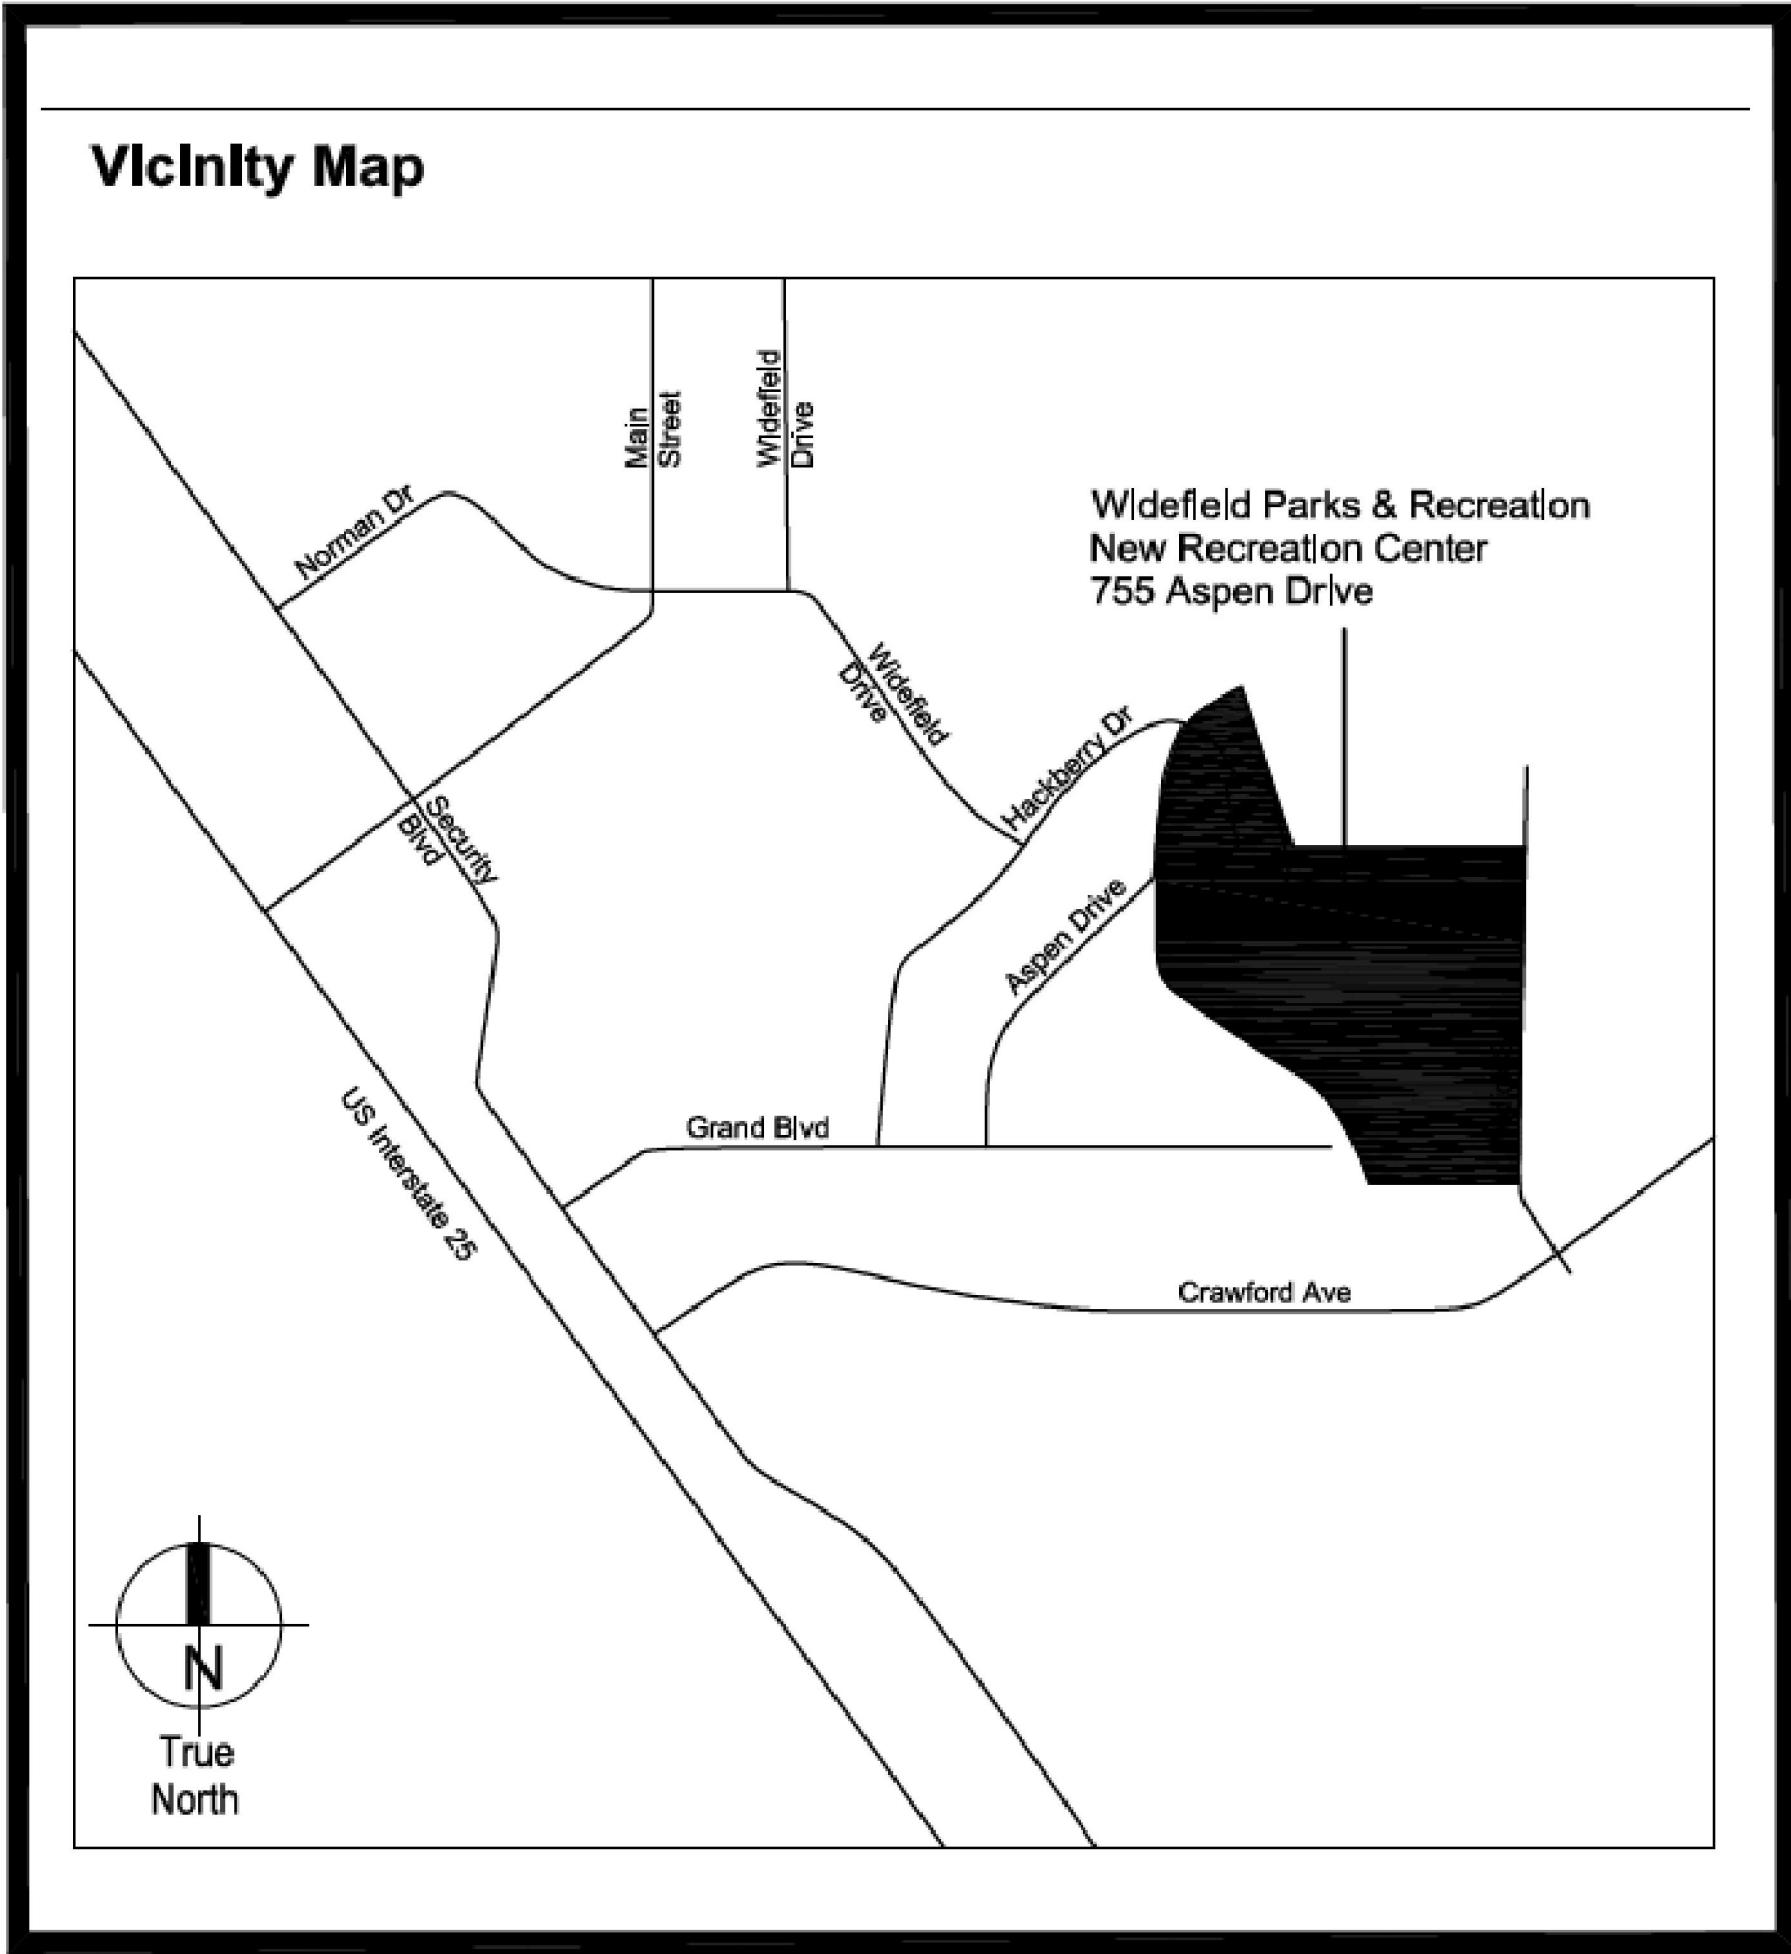 Vicinity Map
Main
Street
Widefield
Drive
Norman Dr
Widefield Parks & Recreation
New Recreation Center
755 Aspen Drive
Widefield
Drive
Hackberry Dr
Security
Blvd
Aspen Drive
US Interstate 25
Grand Blvd
Crawford Ave
N
True
North